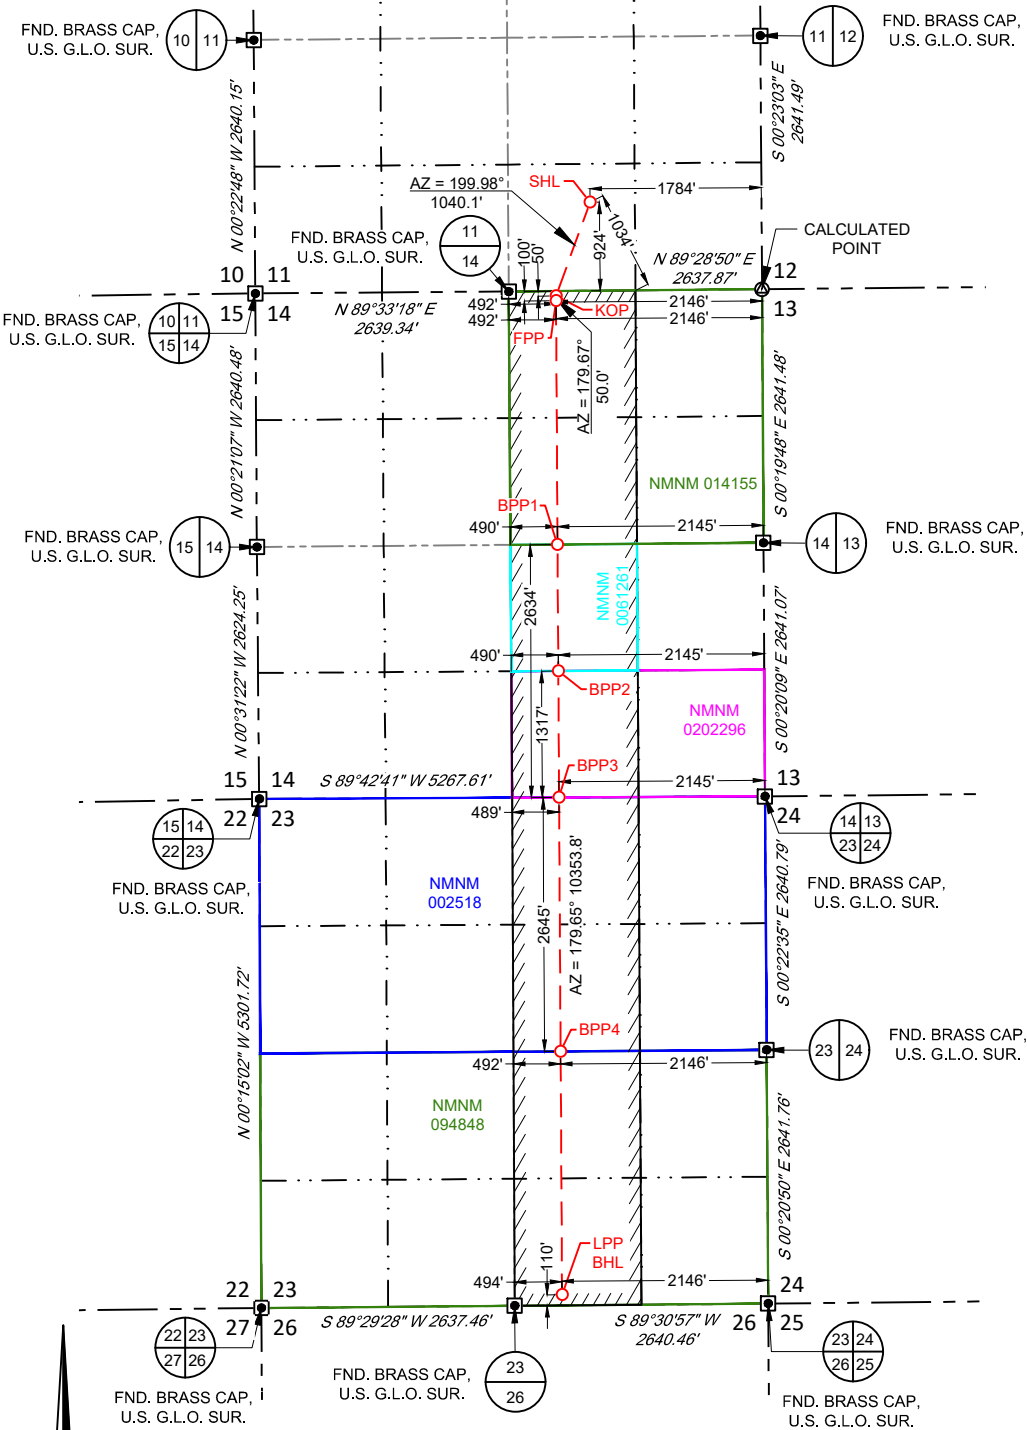 FND. BRASS CAP,
U.S. G.L.O. SUR.
10 11
11 12
FND. BRASS CAP,
U.S. G.L.O. SUR.
N 00°22'48" W 2640.15'
S 00°23'03" E
2641.49'
AZ = 199.98°
1040.1'
SHL
1784'
1034'
924'
FND. BRASS CAP,
U.S. G.L.O. SUR.
11
14
100'
50'
N 89°28'50" E
2637.87'
CALCULATED
POINT
10 11
15 14
12
13
N 89°33'18" E
2639.34'
492'
492'
2146'
KOP
2146'
FPP
AZ = 179.67°
50.0'
FND. BRASS CAP,
U.S. G.L.O. SUR.
10 11
15 14
N 00°21'07" W 2640.48'
S 00°19'48" E 2641.48'
NMNM 014155
BPP1
490'
2145'
FND. BRASS CAP,
U.S. G.L.O. SUR.
15 14
14 13
FND. BRASS CAP,
U.S. G.L.O. SUR.
2634'
NMNM
0061261
N 00°31'22" W 2624.25'
S 00°20'09" E 2641.07'
490'
2145'
BPP2
1317'
NMNM
0202296
S 89°42'41" W 5267.61'
BPP3
2145'
15 14
22 23
13
24
489'
15 14
22 23
FND. BRASS CAP,
U.S. G.L.O. SUR.
14 13
23 24
FND. BRASS CAP,
U.S. G.L.O. SUR.
NMNM
002518
2645'
AZ = 179.65° 10353.8'
S 00°22'35" E 2640.79'
N 00°15'02" W 5301.72'
BPP4
492'
2146'
23 24
FND. BRASS CAP,
U.S. G.L.O. SUR.
NMNM
094848
S 00°20'50" E 2641.76'
LPP
BHL
110'
494'
2146'
22 23
27 26
24
26 25
S 89°29'28" W 2637.46'
S 89°30'57" W
2640.46'
22 23
27 26
FND. BRASS CAP,
U.S. G.L.O. SUR.
FND. BRASS CAP,
U.S. G.L.O. SUR.
23
26
23 24
26 25
FND. BRASS CAP,
U.S. G.L.O. SUR.